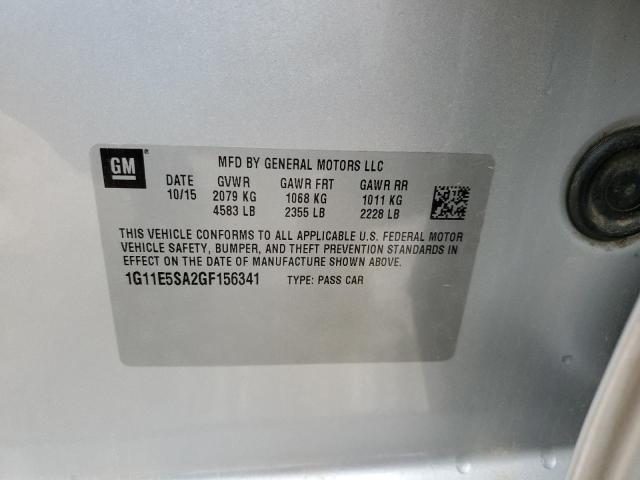 GM
MFD BY GENERAL MOTORS LLC
DATE GVWR GAWR FRT GAWR RR
10/15 2079 KG 1068 KG 1011 KG
4583 LB 2355 LB 2228 LB
THIS VEHICLE CONFORMS TO ALL APPLICABLE U.S. FEDERAL MOTOR
VEHICLE SAFETY, BUMPER, AND THEFT PREVENTION STANDARDS IN
EFFECT ON THE DATE OF MANUFACTURE SHOWN ABOVE.
1G11E5SA2GF156341 TYPE: PASS CAR